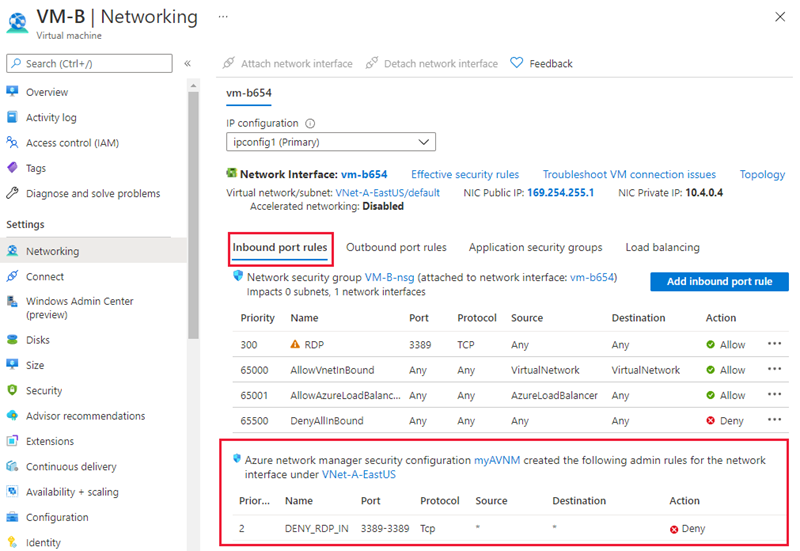 VM-B | Networking ...
Virtual machine
Search (Ctrl+/)
«
Overview
Activity log
Access control (IAM)
Tags
Diagnose and solve problems
Settings
Networking
Connect
Windows Admin Center
(preview)
Disks
Size
Security
Advisor recommendations
Extensions
Continuous delivery
Availability + scaling
Configuration
Identity
Attach network interface Detach network interface Feedback
vm-b654
IP configuration
ipconfig1 (Primary)
Network Interface: vm-b654 Effective security rules Troubleshoot VM connection issues Topology
Virtual network/subnet: VNet-A-EastUS/default NIC Public IP: 169.254.255.1 NIC Private IP: 10.4.0.4
Accelerated networking: Disabled
Inbound port rules Outbound port rules Application security groups Load balancing
Network security group VM-B-nsg (attached to network interface: vm-b654)
Impacts 0 subnets, 1 network interfaces
Add inbound port rule
Priority Name Port Protocol Source Destination Action
300 RDP 3389 TCP Any Any Allow ...
65000 AllowVnetInBound Any Any VirtualNetwork VirtualNetwork Allow ...
65001 AllowAzureLoadBalanc... Any Any AzureLoadBalancer Any Allow ...
65500 DenyAllInBound Any Any Any Any Deny ...
Azure network manager security configuration myAVNM created the following admin rules for the network
interface under VNet-A-EastUS
Prior... Name Port Protocol Source Destination Action
2 DENY_RDP_IN 3389-3389 Tcp * * Deny